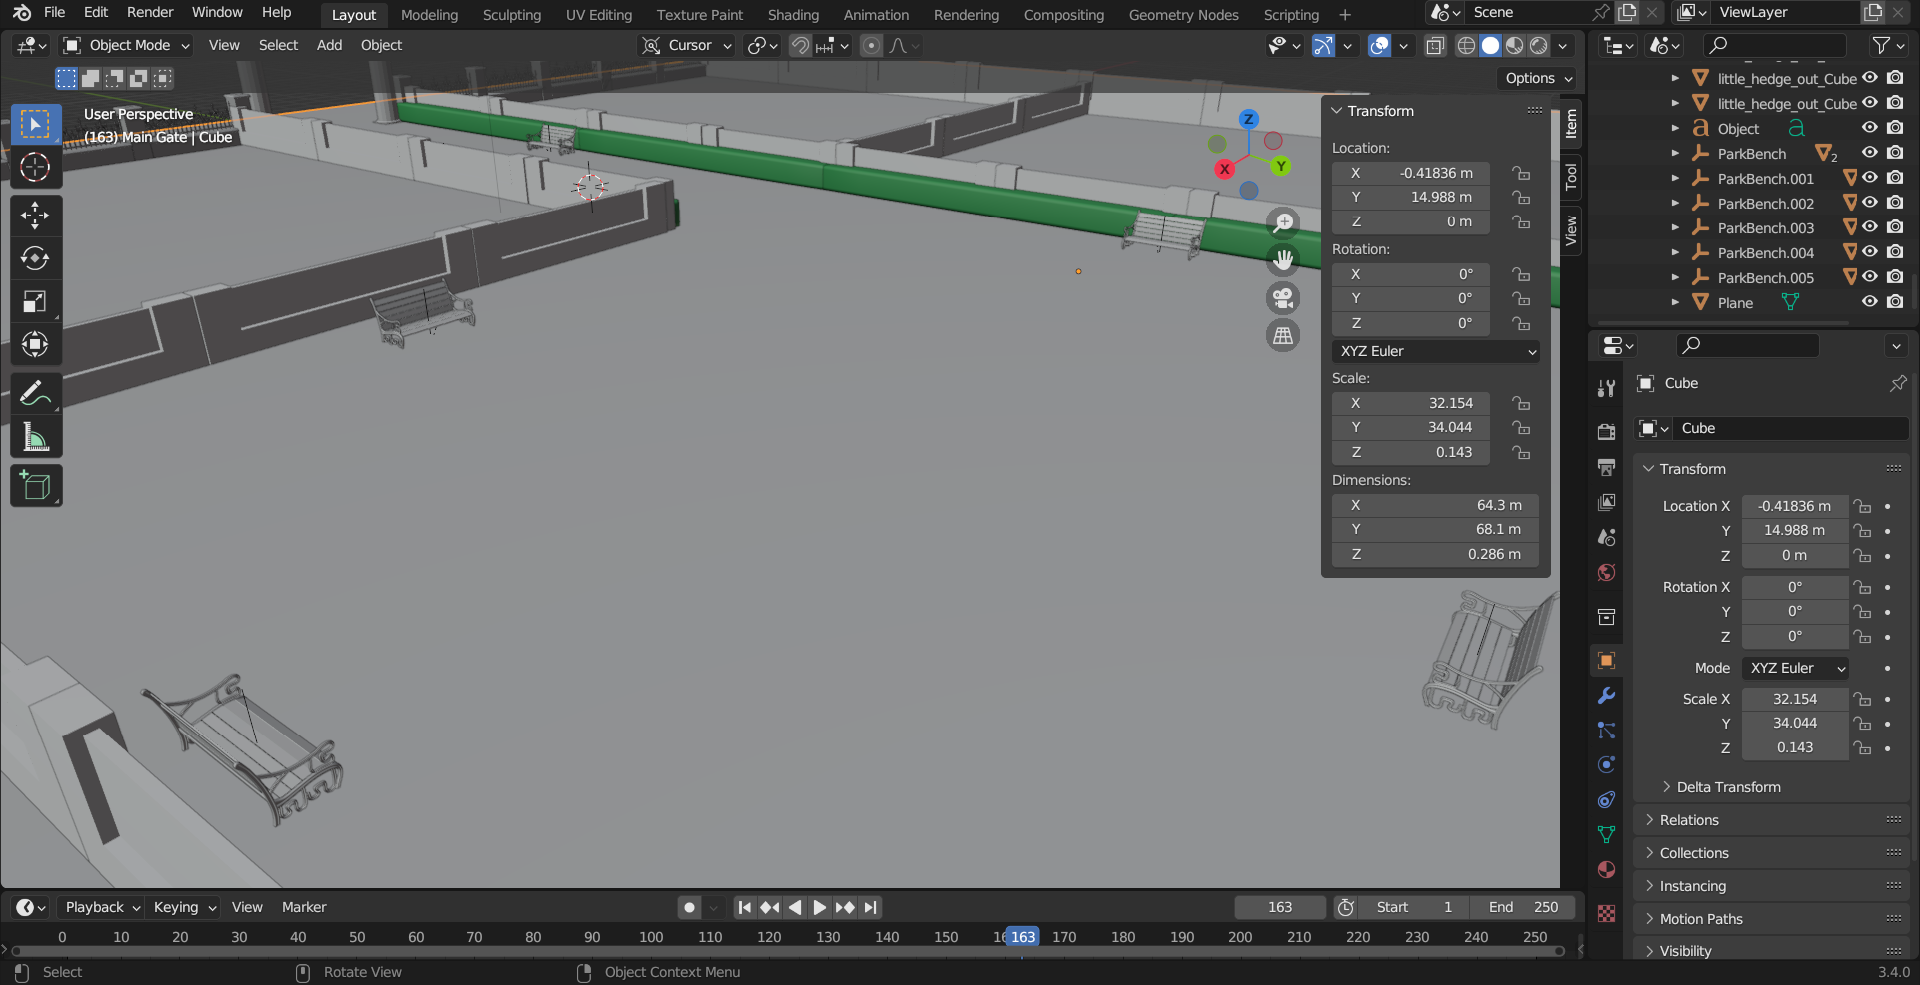 File Edit Render Window Help Layout Modeling Sculpting UV Editing Texture Paint Shading Animation Rendering Compositing Geometry Nodes Scripting + Scene ViewLayer
Object Mode View Select Add Object Cursor
Options
User Perspective
(163) Main Gate | Cube
Z
X
Y
Transform
Location:
X -0.41836 m
Y 14.988 m
Z 0 m
Rotation:
X 0°
Y 0°
Z 0°
XYZ Euler
Scale:
X 32.154
Y 34.044
Z 0.143
Dimensions:
X 64.3 m
Y 68.1 m
Z 0.286 m
Item
Tool
View
little_hedge_out_Cube
little_hedge_out_Cube
Object
ParkBench 2
ParkBench.001
ParkBench.002
ParkBench.003
ParkBench.004
ParkBench.005
Plane
Cube
Cube
Transform
Location X -0.41836 m
Y 14.988 m
Z 0 m
Rotation X 0°
Y 0°
Z 0°
Mode XYZ Euler
Scale X 32.154
Y 34.044
Z 0.143
Delta Transform
Relations
Collections
Instancing
Motion Paths
Visibility
Playback Keying View Marker 163 Start 1 End 250
0 10 20 30 40 50 60 70 80 90 100 110 120 130 140 150 163 170 180 190 200 210 220 230 240 250
Select Rotate View Object Context Menu 3.4.0